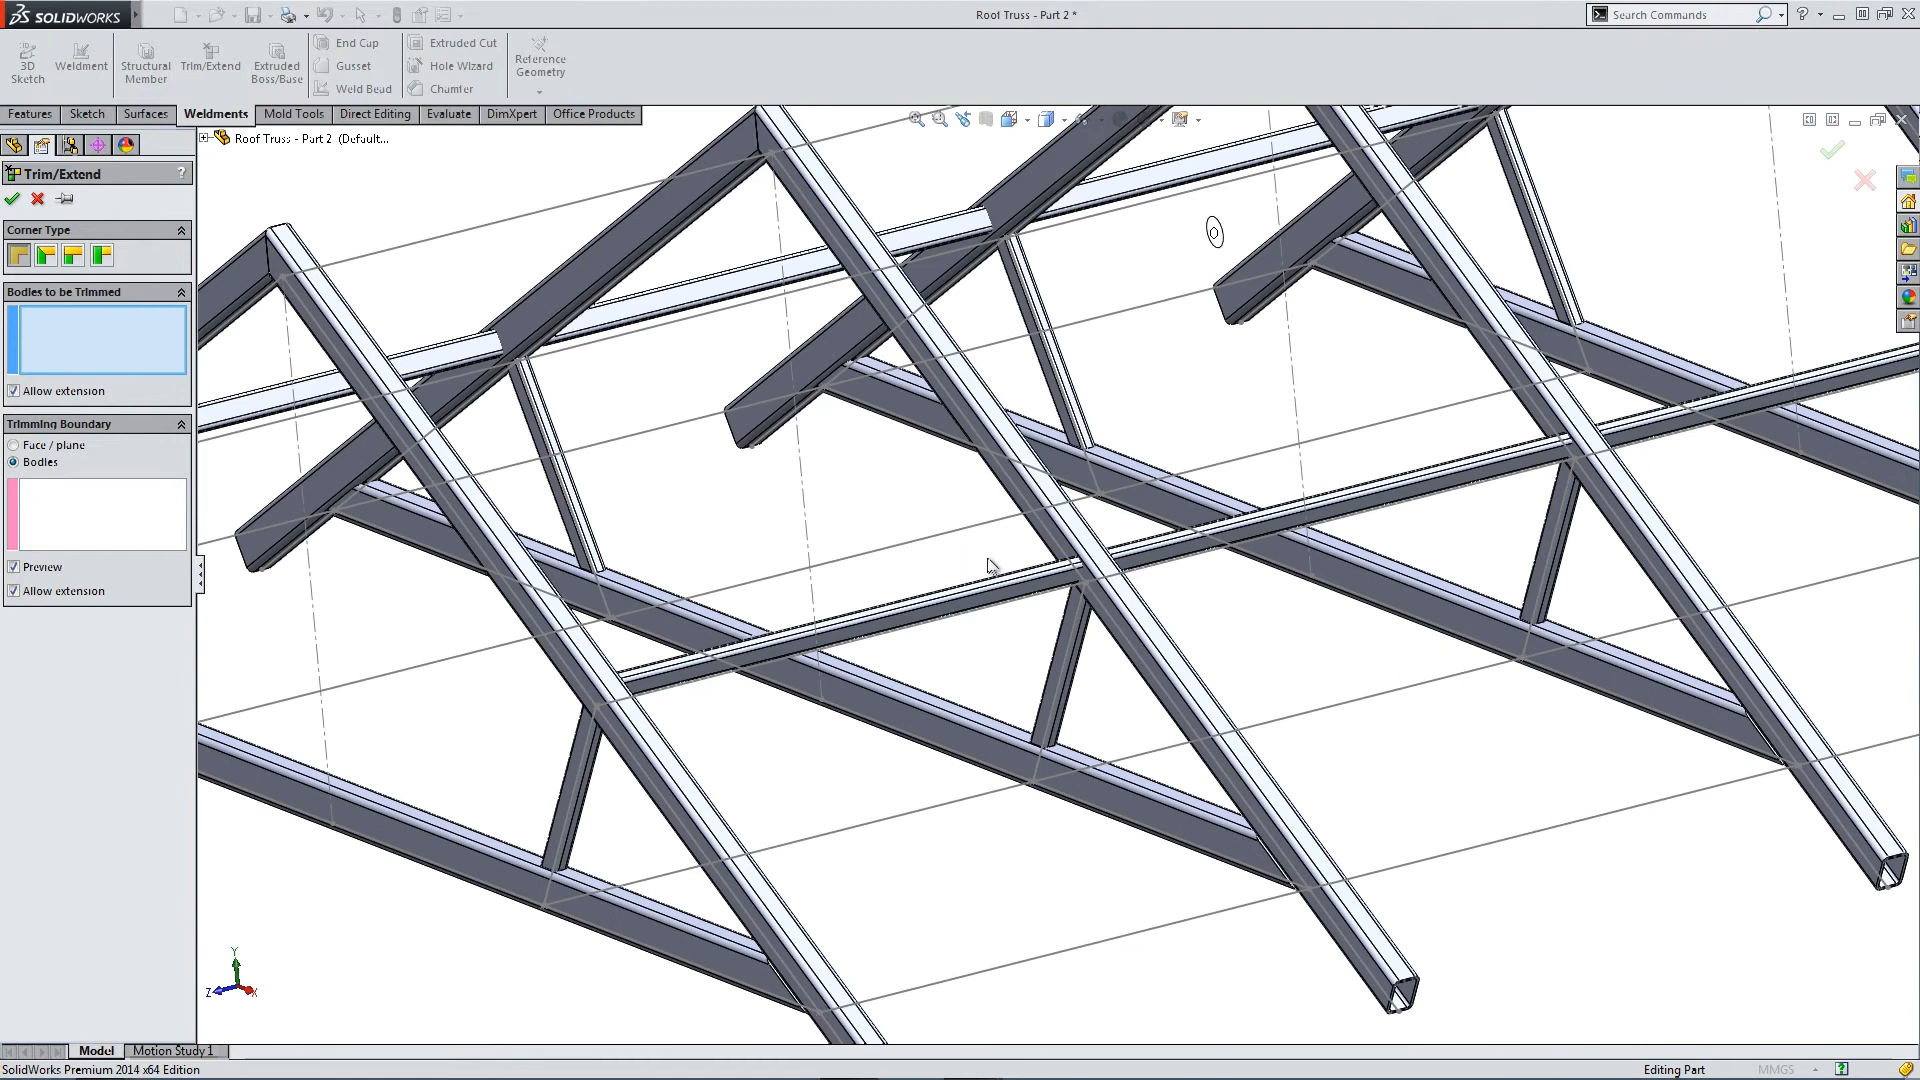 SOLIDWORKS
Roof Truss - Part 2 *
Search Commands
3D Sketch
Weldment
Structural Member
Trim/Extend
Extruded Boss/Base
End Cap
Gusset
Weld Bead
Extruded Cut
Hole Wizard
Chamfer
Reference Geometry
Features
Sketch
Surfaces
Weldments
Mold Tools
Direct Editing
Evaluate
DimXpert
Office Products
Roof Truss - Part 2 (Default...
Trim/Extend
?
Corner Type
Bodies to be Trimmed
Allow extension
Trimming Boundary
Face / plane
Bodies
Preview
Allow extension
Y
Z
X
Model
Motion Study 1
SolidWorks Premium 2014 x64 Edition
Editing Part
MMGS